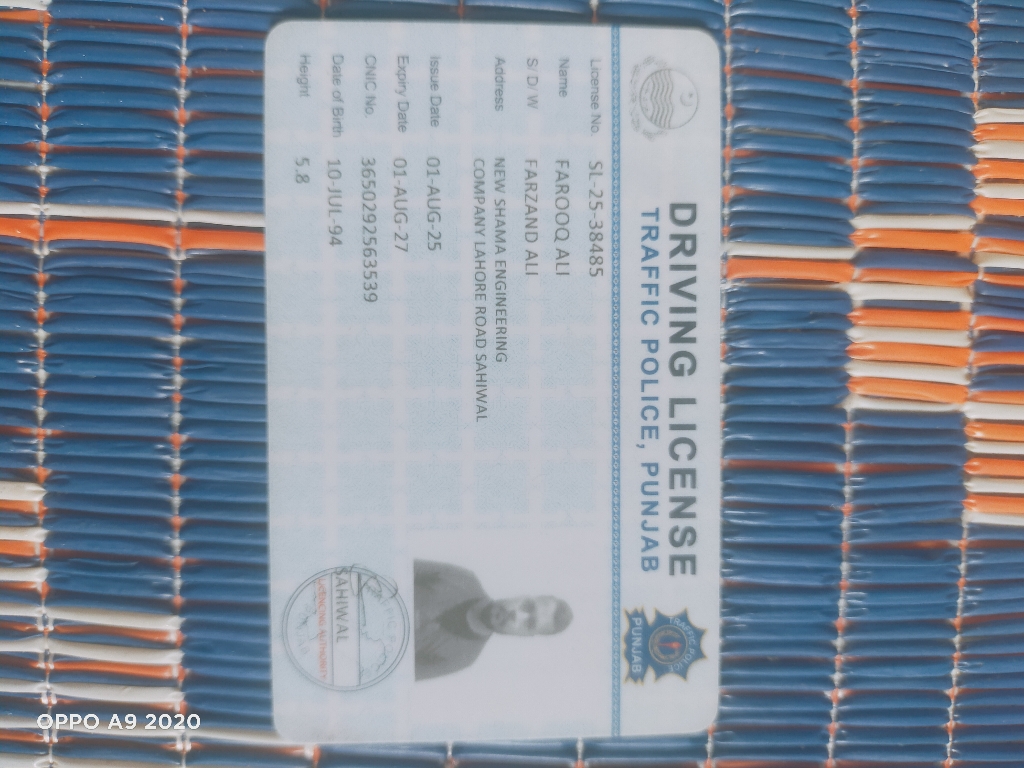 DRIVING LICENSE
TRAFFIC POLICE, PUNJAB
TRAFFIC POLICE
PUNJAB
License No. SL-25-38485
Name FAROOQ ALI
S/ D/ W FARZAND ALI
Address NEW SHAMA ENGINEERING
COMPANY LAHORE ROAD SAHIWAL
Issue Date 01-AUG-25
Expiry Date 01-AUG-27
CNIC No. 3650292563539
Date of Birth 10-JUL-94
Height 5.8
SAHIWAL
OPPO A9 2020